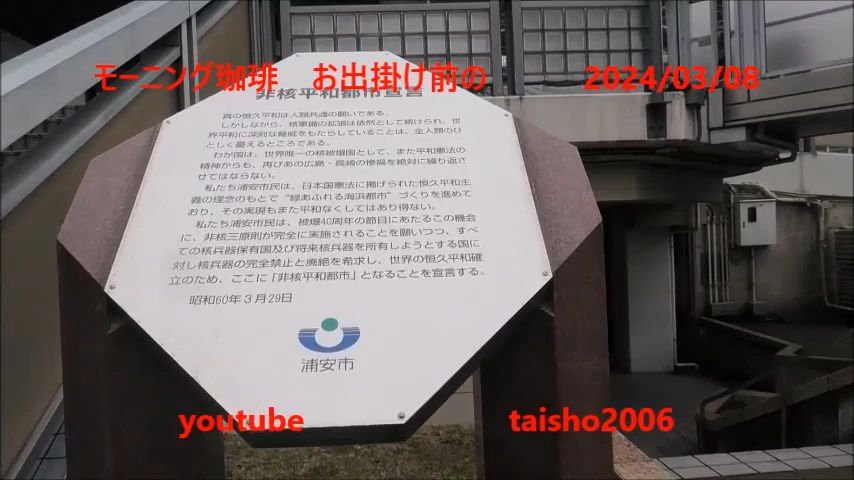 モーニング珈琲 お出掛け前の 2024/03/08
非核平和都市宣言
真の恒久平和は人類共通の願いである。
しかしながら、核軍備の拡張は依然として続けられ、世
界平和に深刻な脅威をもたらしていることは、全人類のひ
としく憂えるところである。
わが国は、世界唯一の核被爆国として、また平和憲法の
精神からも、再びあの広島・長崎の惨禍を絶対に繰り返さ
せてはならない。
私たち浦安市民は、日本国憲法に掲げられた恒久平和主
義の理念のもとで“緑あふれる海浜都市”づくりを進めて
おり、その実現もまた平和なくしてはあり得ない。
私たち浦安市民は、被爆40周年の節目にあたるこの機会
に、非核三原則が完全に実施されることを願いつつ、すべ
ての核兵器保有国及び将来核兵器を所有しようとする国に
対し核兵器の完全禁止と廃絶を希求し、世界の恒久平和確
立のため、ここに「非核平和都市」となることを宣言する。
昭和60年3月29日
浦安市
youtube taisho2006